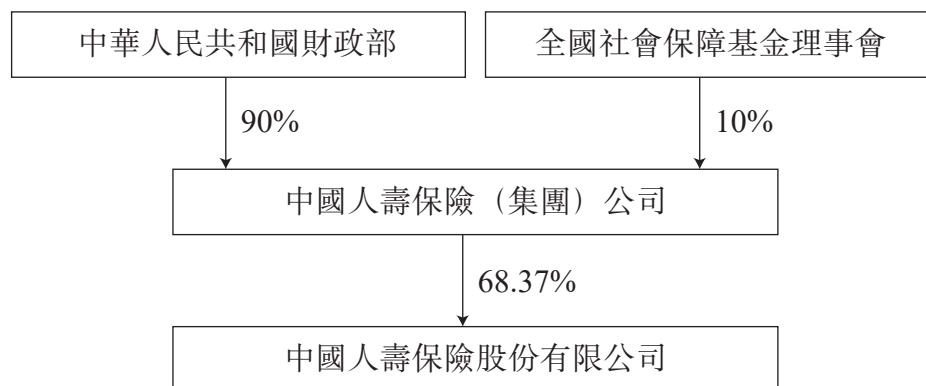 中華人民共和國財政部
全國社會保障基金理事會
90%
10%
中國人壽保險（集團）公司
68.37%
中國人壽保險股份有限公司